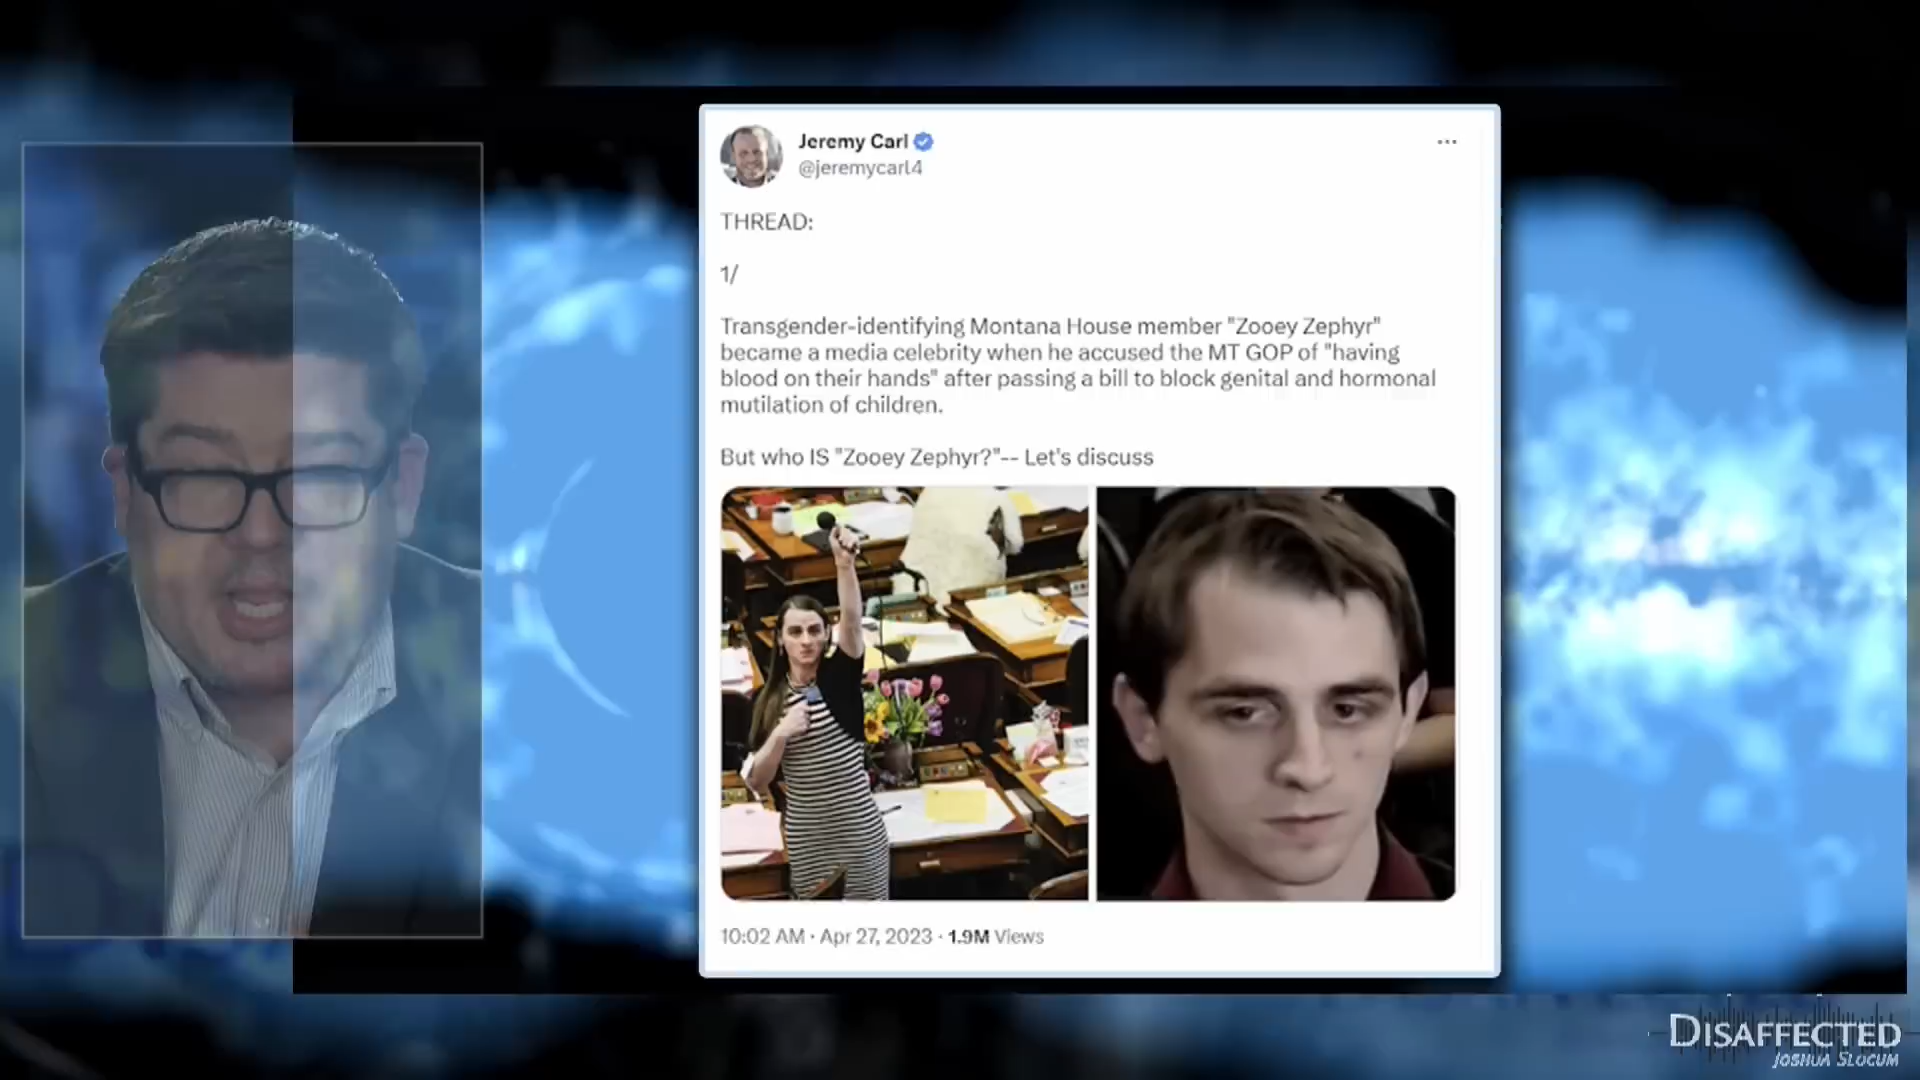 Jeremy Carl
@jeremycarl4
THREAD:
1/
Transgender-identifying Montana House member "Zooey Zephyr"
became a media celebrity when he accused the MT GOP of "having
blood on their hands" after passing a bill to block genital and hormonal
mutilation of children.
But who IS "Zooey Zephyr?"-- Let's discuss
10:02 AM · Apr 27, 2023 · 1.9M Views
DISAFFECTED
JOSHUA SLOCUM